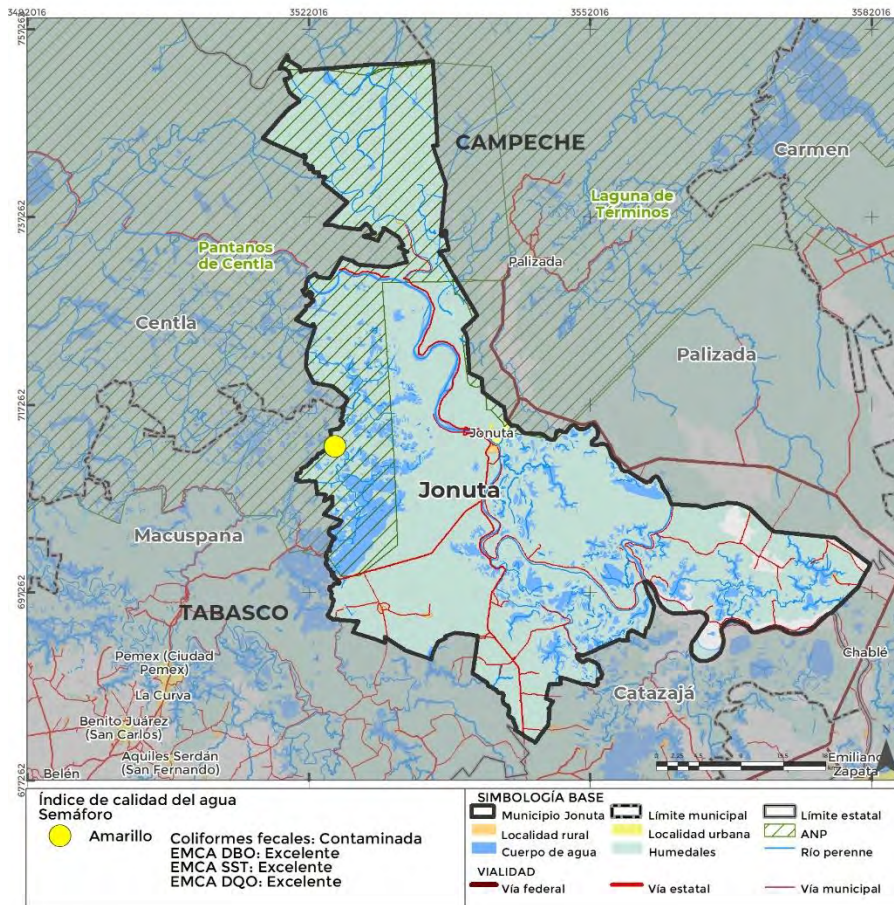 3492016
3522016
3552016
3582016
757262
737262
717262
697262
677262
CAMPECHE
Carmen
Laguna de
Términos
Pantanos
de Centla
Palizada
Centla
Palizada
Jonuta
Jonuta
Macuspana
TABASCO
Pemex (Ciudad
Pemex)
La Curva
Benito Juárez
(San Carlos)
Aquiles Serdán
(San Fernando)
Belén
Catazajá
Chablé
Emiliano
Zapata
Índice de calidad del agua
Semáforo
Amarillo
Coliformes fecales: Contaminada
EMCA DBO: Excelente
EMCA SST: Excelente
EMCA DQO: Excelente
SIMBOLOGÍA BASE
Municipio Jonuta
Límite municipal
Límite estatal
Localidad rural
Localidad urbana
ANP
Cuerpo de agua
Humedales
Río perenne
VIALIDAD
Vía federal
Vía estatal
Vía municipal